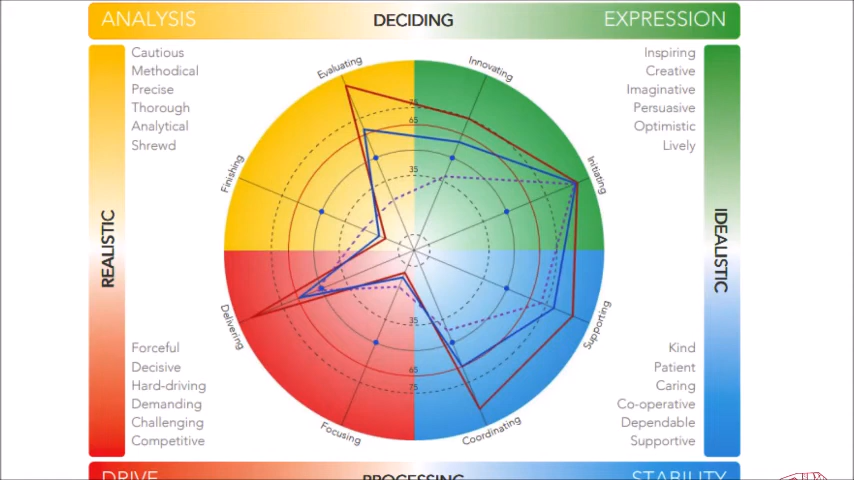 ANALYSIS
DECIDING
EXPRESSION
Cautious
Methodical
Precise
Thorough
Analytical
Shrewd
Inspiring
Creative
Imaginative
Persuasive
Optimistic
Lively
Evaluating
Innovating
Finishing
Initiating
75
65
35
REALISTIC
IDEALISTIC
Delivering
Supporting
35
65
75
Focusing
Coordinating
Forceful
Decisive
Hard-driving
Demanding
Challenging
Competitive
Kind
Patient
Caring
Co-operative
Dependable
Supportive
DRIVE
PROCESSING
STABILITY